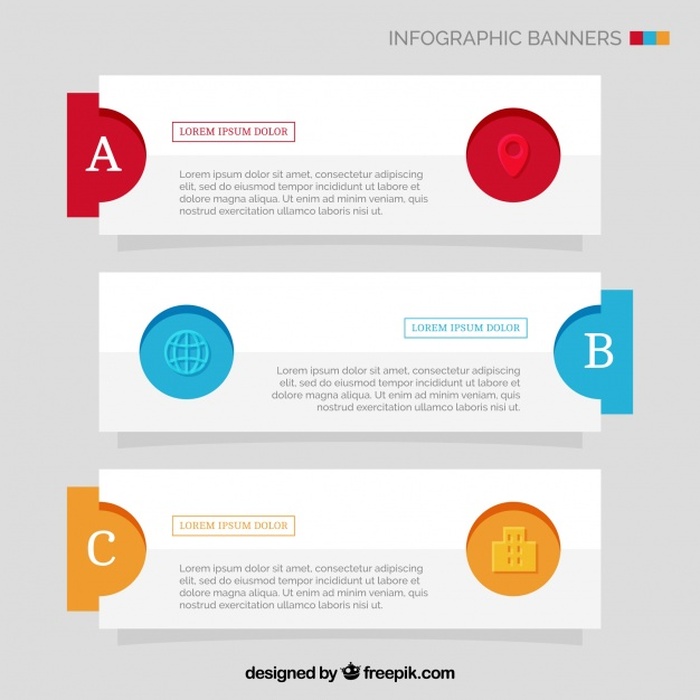 INFOGRAPHIC BANNERS
A
LOREM IPSUM DOLOR
Lorem ipsum dolor sit amet, consectetur adipiscing
elit, sed do eiusmod tempor incididunt ut labore et
dolore magna aliqua. Ut enim ad minim veniam, quis
nostrud exercitation ullamco laboris nisi ut.
LOREM IPSUM DOLOR
B
Lorem ipsum dolor sit amet, consectetur adipiscing
elit, sed do eiusmod tempor incididunt ut labore et
dolore magna aliqua. Ut enim ad minim veniam, quis
nostrud exercitation ullamco laboris nisi ut.
C
LOREM IPSUM DOLOR
Lorem ipsum dolor sit amet, consectetur adipiscing
elit, sed do eiusmod tempor incididunt ut labore et
dolore magna aliqua. Ut enim ad minim veniam, quis
nostrud exercitation ullamco laboris nisi ut.
designed by freepik.com